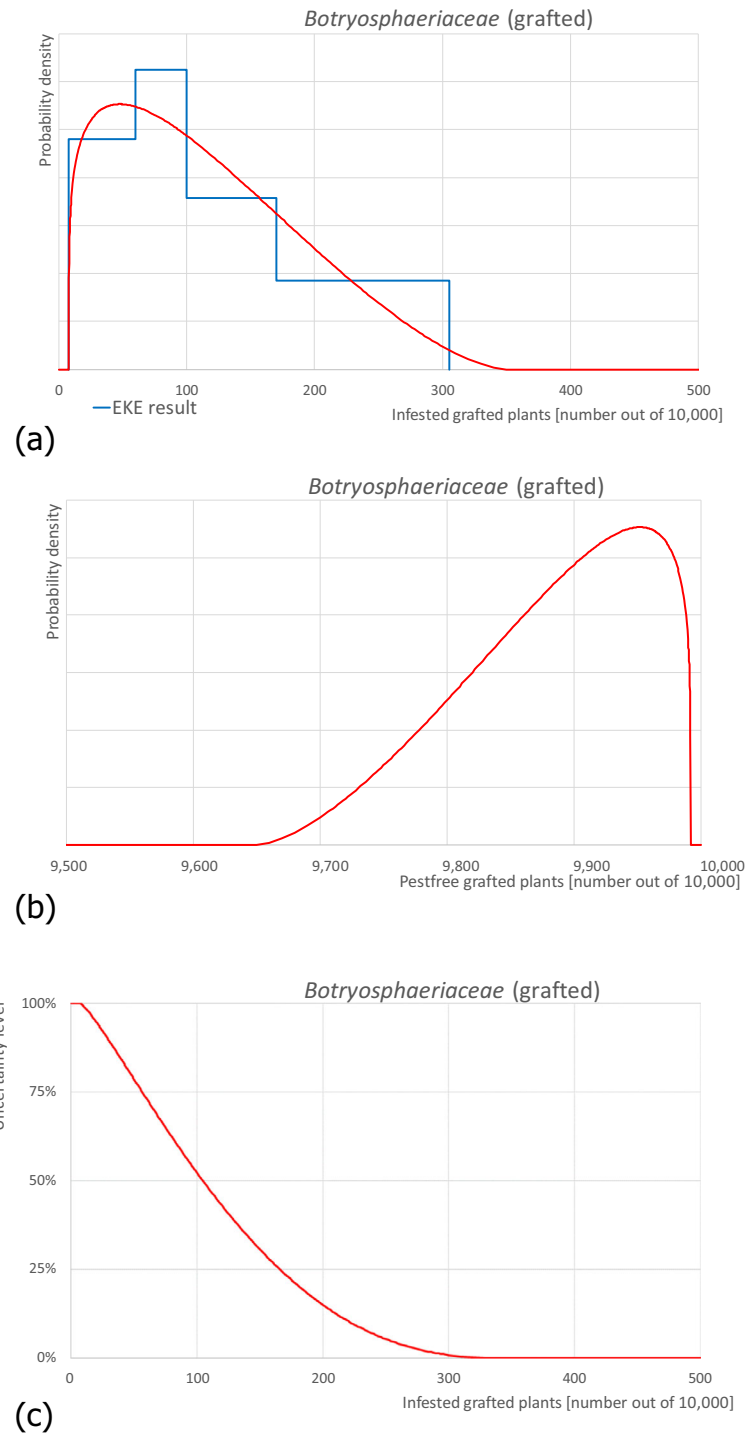 Botryosphaeriaceae (grafted)
Probability density
0 100 200 300 400 500
EKE result
Infested grafted plants [number out of 10,000]
(a)
Botryosphaeriaceae (grafted)
Probability density
9,500 9,600 9,700 9,800 9,900 10,000
Pestfree grafted plants [number out of 10,000]
(b)
Botryosphaeriaceae (grafted)
100%
75%
50%
25%
0%
0 100 200 300 400 500
Infested grafted plants [number out of 10,000]
(c)